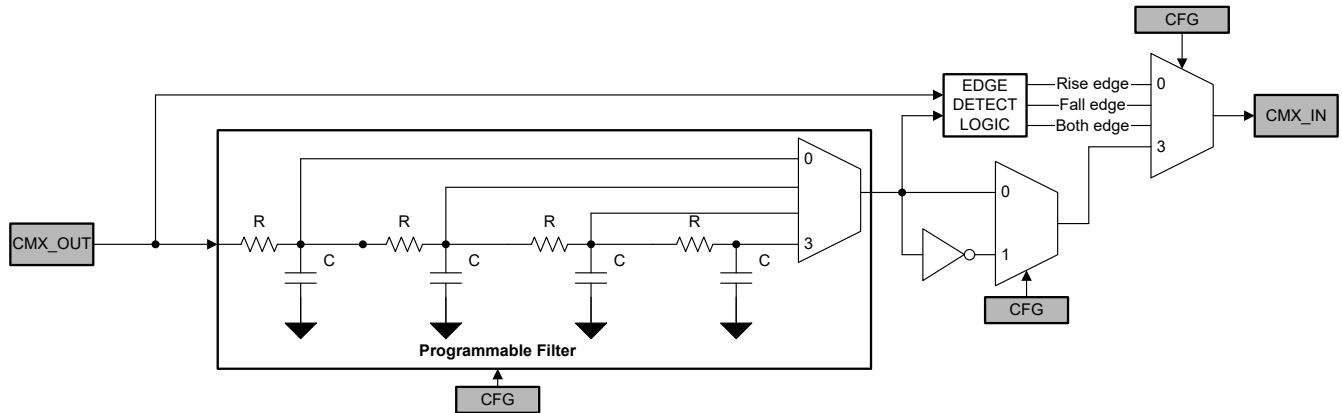 CFG
EDGE
DETECT
LOGIC
Rise edge
Fall edge
Both edge
0
3
CMX_IN
0
3
0
1
R
R
R
R
CMX_OUT
C
C
C
C
CFG
Programmable Filter
CFG